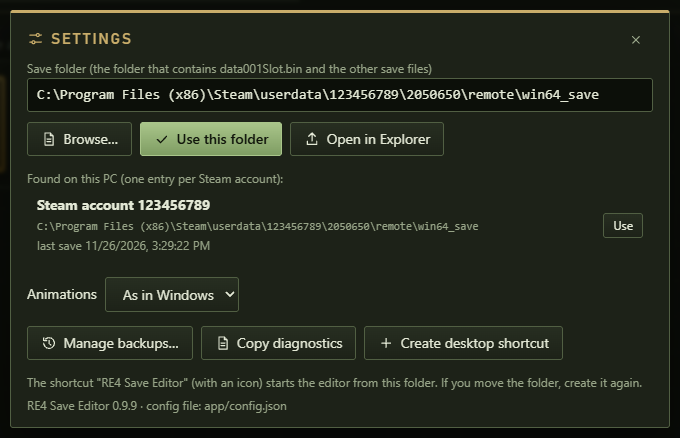 SETTINGS
Save folder (the folder that contains data001Slot.bin and the other save files)
C:\Program Files (x86)\Steam\userdata\123456789\2050650\remote\win64_save
Browse...
Use this folder
Open in Explorer
Found on this PC (one entry per Steam account):
Steam account 123456789
C:\Program Files (x86)\Steam\userdata\123456789\2050650\remote\win64_save
Use
last save 11/26/2026, 3:29:22 PM
Animations
As in Windows
Manage backups...
Copy diagnostics
Create desktop shortcut
The shortcut "RE4 Save Editor" (with an icon) starts the editor from this folder. If you move the folder, create it again.
RE4 Save Editor 0.9.9 · config file: app/config.json